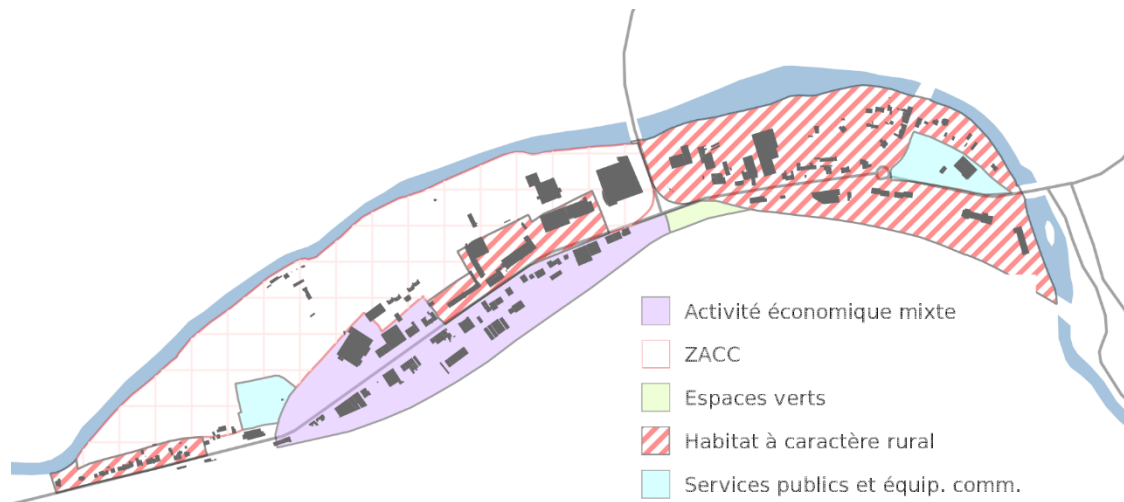 Activité économique mixte
ZACC
Espaces verts
Habitat à caractère rural
Services publics et équip. comm.